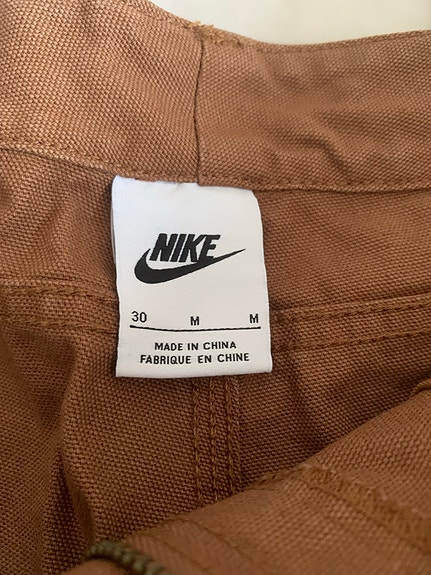 NIKE
30 M M
MADE IN CHINA
FABRIQUE EN CHINE